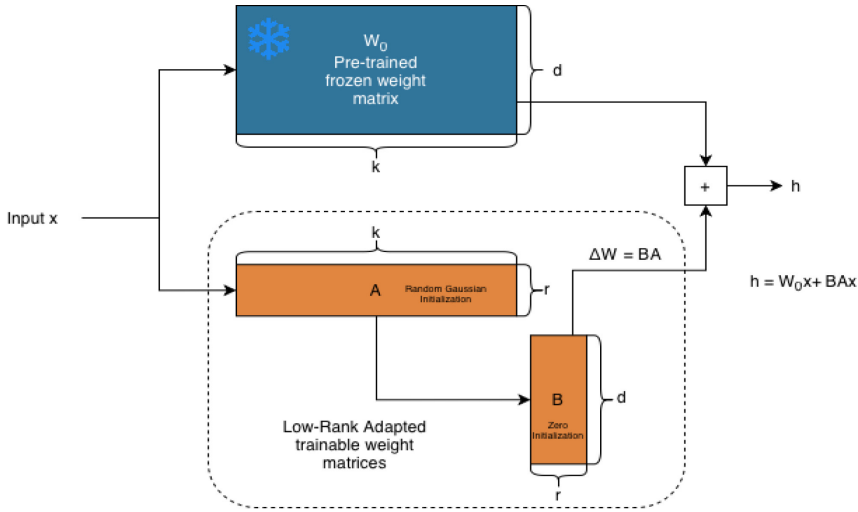 W₀
Pre-trained
frozen weight
matrix
d
k
+
h
Input x
k
ΔW = BA
h = W₀x+ BAx
A
Random Gaussian
Initialization
r
B
Zero
Initialization
d
Low-Rank Adapted
trainable weight
matrices
r